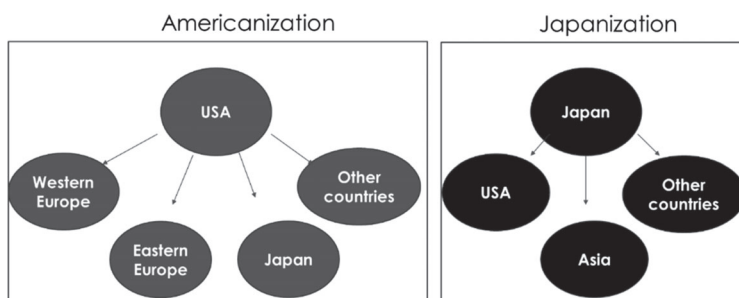 Americanization
USA
Western
Europe
Other
countries
Eastern
Europe
Japan
Japanization
Japan
USA
Other
countries
Asia